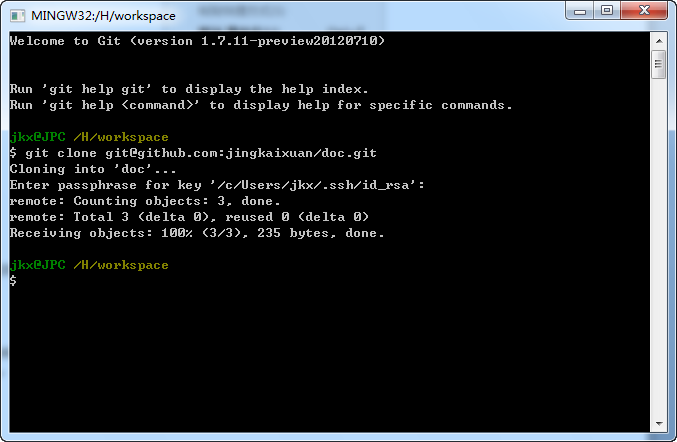 MINGW32:/H/workspace
Welcome to Git (version 1.7.11-preview20120710)
Run 'git help git' to display the help index.
Run 'git help <command>' to display help for specific commands.
jkx@JPC /H/workspace
$ git clone git@github.com:jingkaixuan/doc.git
Cloning into 'doc'...
Enter passphrase for key '/c/Users/jkx/.ssh/id_rsa':
remote: Counting objects: 3, done.
remote: Total 3 (delta 0), reused 0 (delta 0)
Receiving objects: 100% (3/3), 235 bytes, done.
jkx@JPC /H/workspace
$